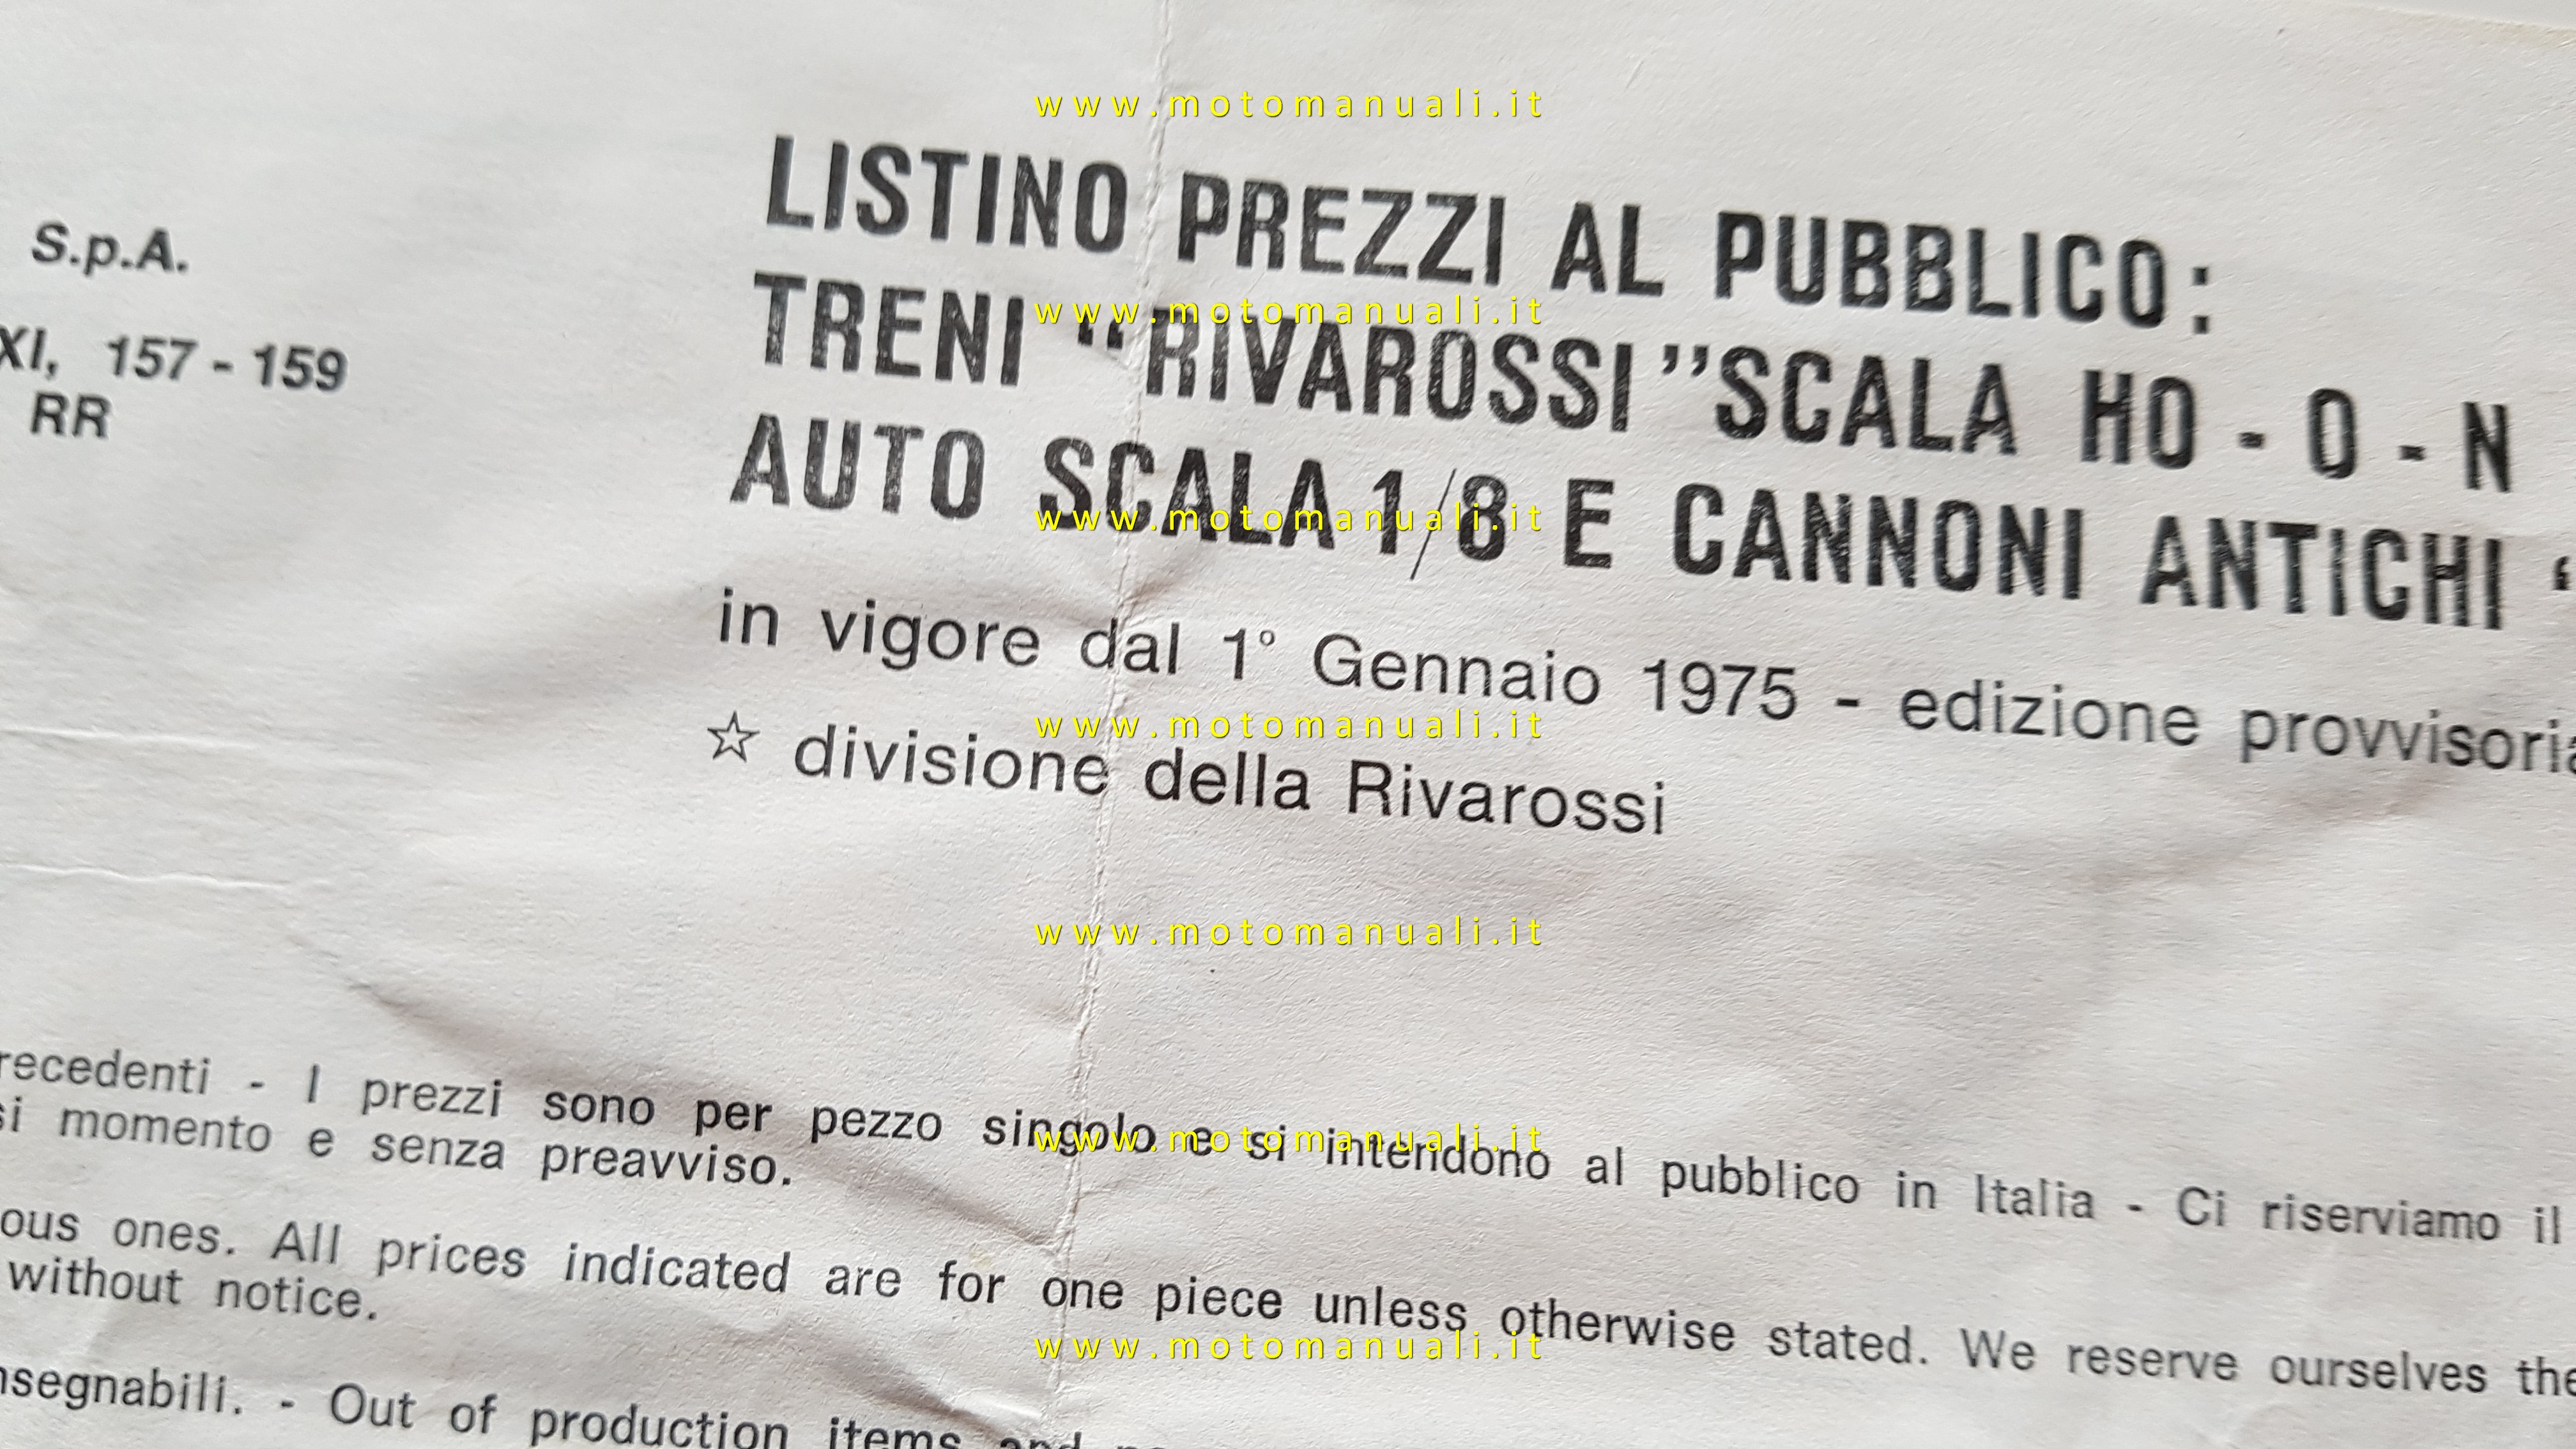 www.motomanuali.it
LISTINO PREZZI AL PUBBLICO:
S.p.A.
TRENI "RIVAROSSI" SCALA HO - O - N
www.motomanuali.it
XI, 157 - 159
RR
AUTO SCALA 1/8 E CANNONI ANTICHI "
www.motomanuali.it
in vigore dal 1° Gennaio 1975 - edizione provvisoria
www.motomanuali.it
☆ divisione della Rivarossi
www.motomanuali.it
recedenti - I prezzi sono per pezzo singolo e si intendono al pubblico in Italia - Ci riserviamo il
www.motomanuali.it
si momento e senza preavviso.
ous ones. All prices indicated are for one piece unless otherwise stated. We reserve ourselves the
without notice.
www.motomanuali.it
nsegnabili. - Out of production items and